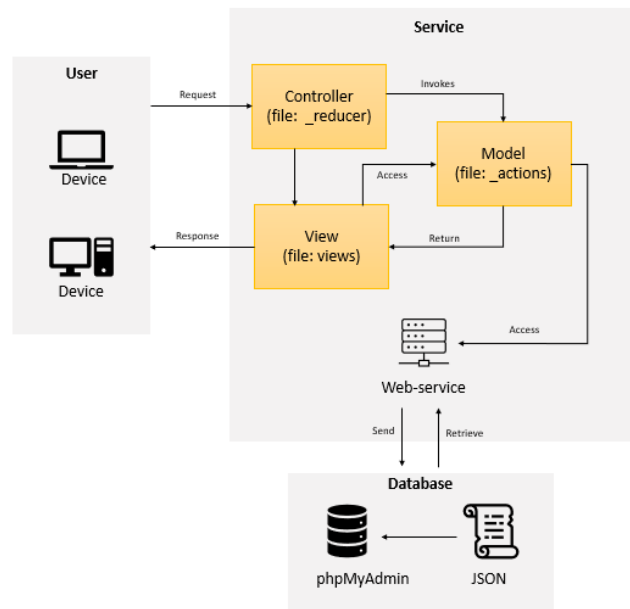 Service
User
Request
Controller
(file: _reducer)
Invokes
Model
(file: _actions)
Device
Access
Response
View
(file: views)
Return
Device
Access
Web-service
Send
Retrieve
Database
phpMyAdmin
JSON